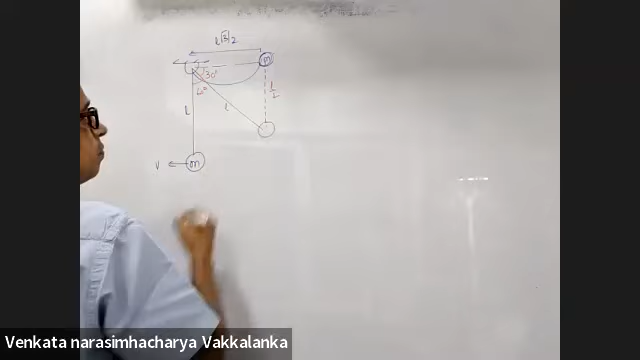 l √3/2
m
30°
60°
l/2
l
l
m
v
Venkata narasimhacharya Vakkalanka